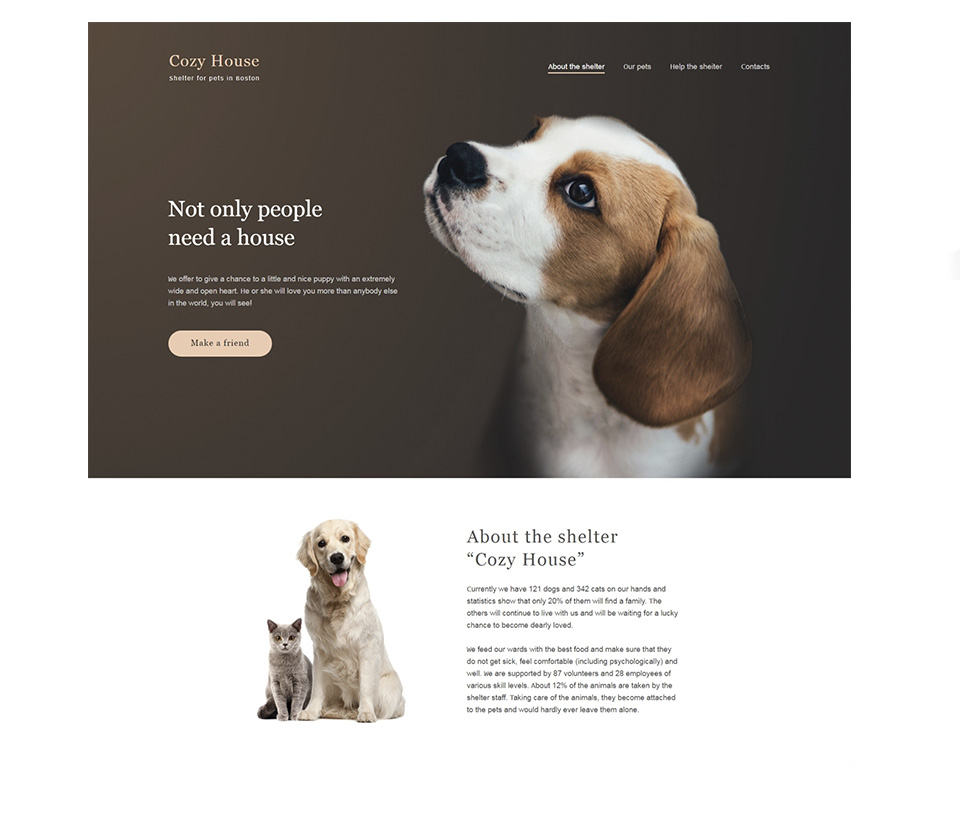 Cozy House
Shelter for pets in Boston
About the shelter
Our pets
Help the shelter
Contacts
Not only people
need a house
We offer to give a chance to a little and nice puppy with an extremely
wide and open heart. He or she will love you more than anybody else
in the world, you will see!
Make a friend
About the shelter
“Cozy House”
Currently we have 121 dogs and 342 cats on our hands and
statistics show that only 20% of them will find a family. The
others will continue to live with us and will be waiting for a lucky
chance to become dearly loved.
We feed our wards with the best food and make sure that they
do not get sick, feel comfortable (including psychologically) and
well. We are supported by 87 volunteers and 28 employees of
various skill levels. About 12% of the animals are taken by the
shelter staff. Taking care of the animals, they become attached
to the pets and would hardly ever leave them alone.